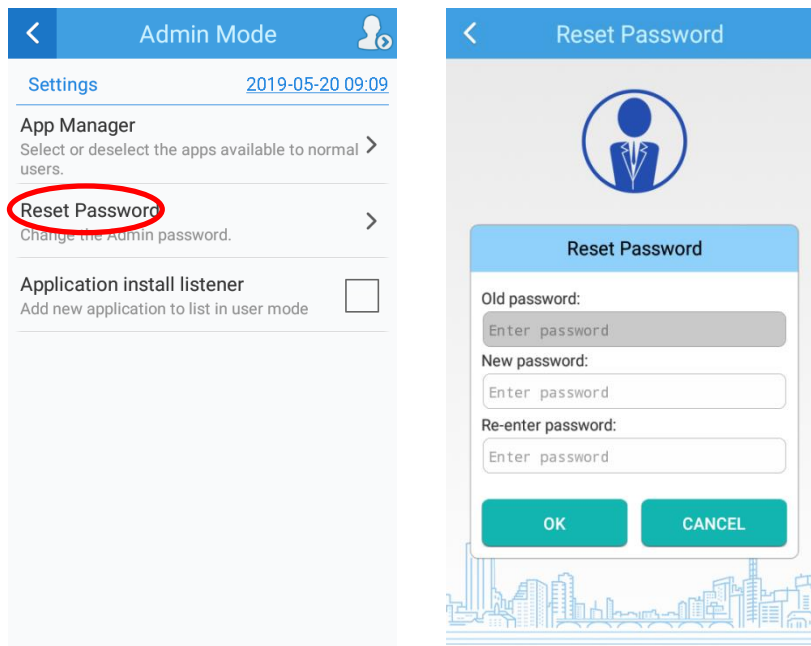 Admin Mode
Settings 2019-05-20 09:09
App Manager
Select or deselect the apps available to normal
users.
Reset Password
Change the Admin password.
Application install listener
Add new application to list in user mode
Reset Password
Reset Password
Old password:
Enter password
New password:
Enter password
Re-enter password:
Enter password
OK CANCEL